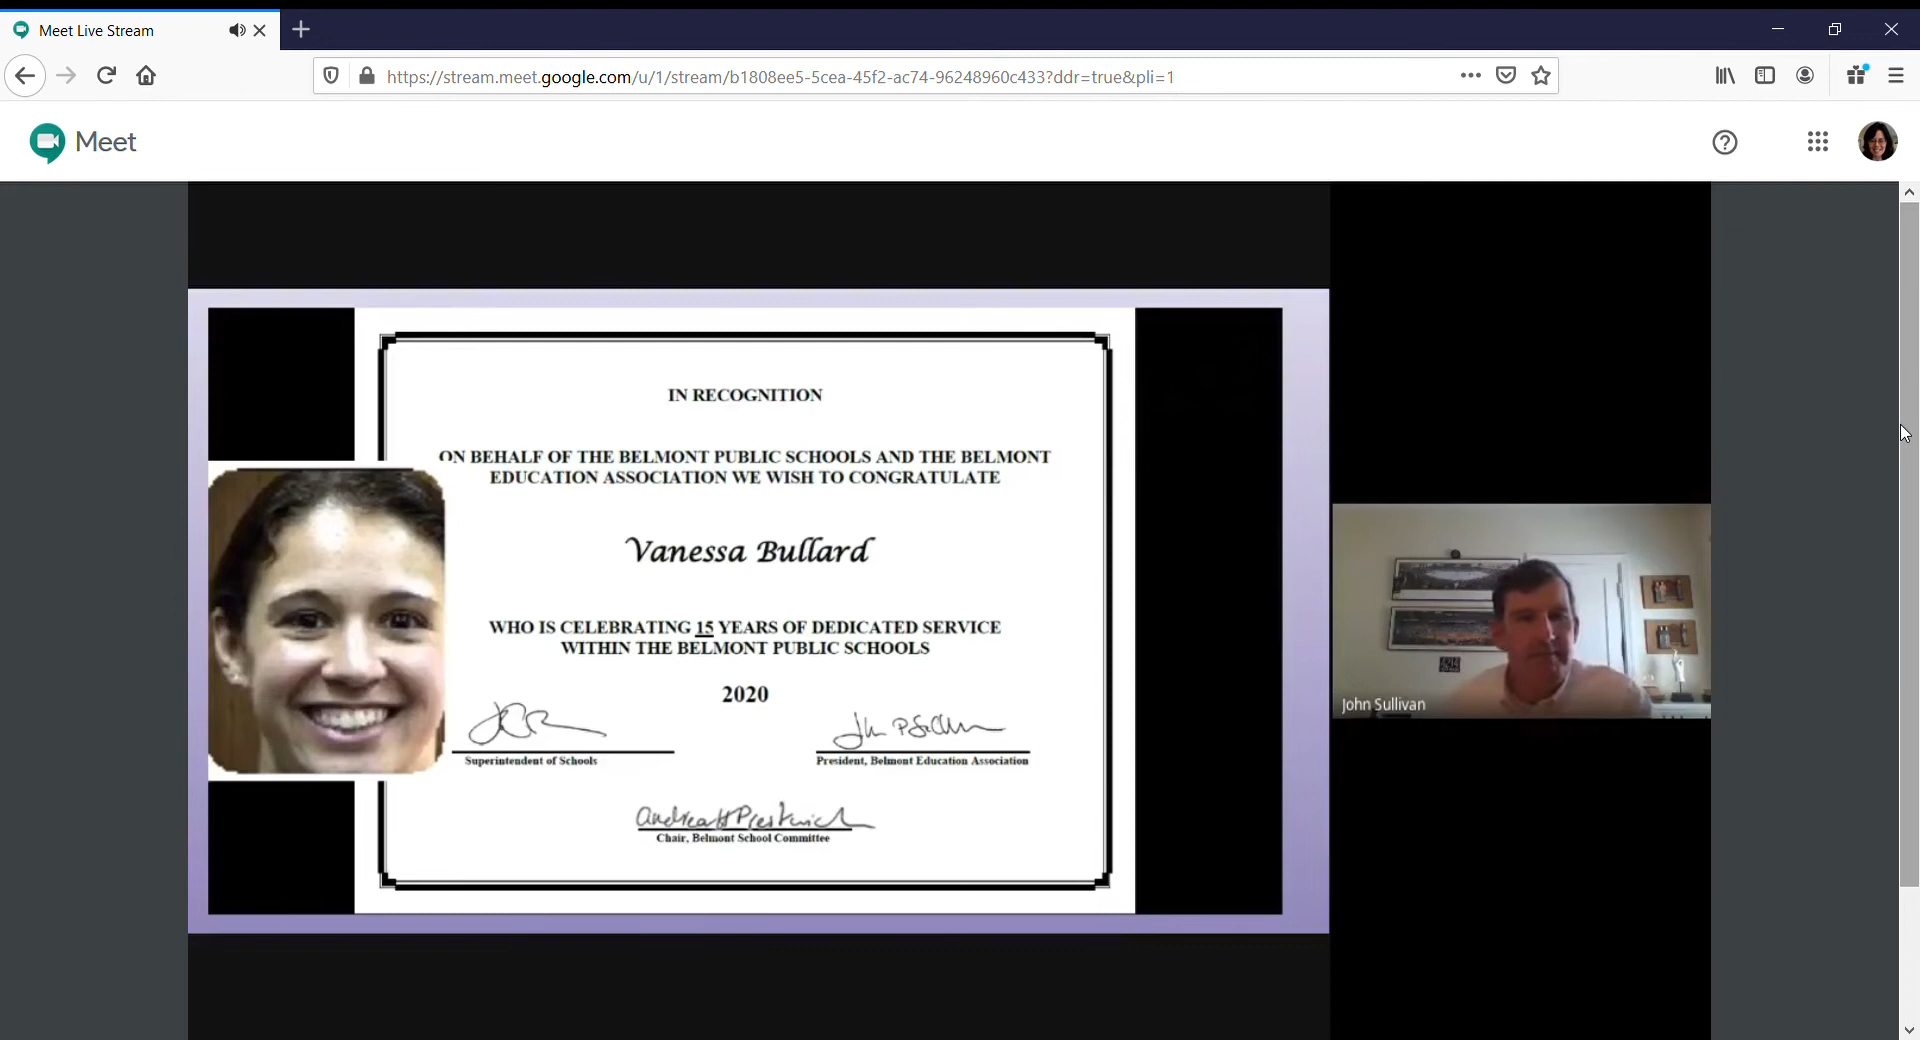 Meet Live Stream
https://stream.meet.google.com/u/1/stream/b1808ee5-5cea-45f2-ac74-96248960c433?ddr=true&pli=1
Meet
IN RECOGNITION
ON BEHALF OF THE BELMONT PUBLIC SCHOOLS AND THE BELMONT
EDUCATION ASSOCIATION WE WISH TO CONGRATULATE
Vanessa Bullard
WHO IS CELEBRATING 15 YEARS OF DEDICATED SERVICE
WITHIN THE BELMONT PUBLIC SCHOOLS
2020
Superintendent of Schools
President, Belmont Education Association
Chair, Belmont School Committee
John Sullivan